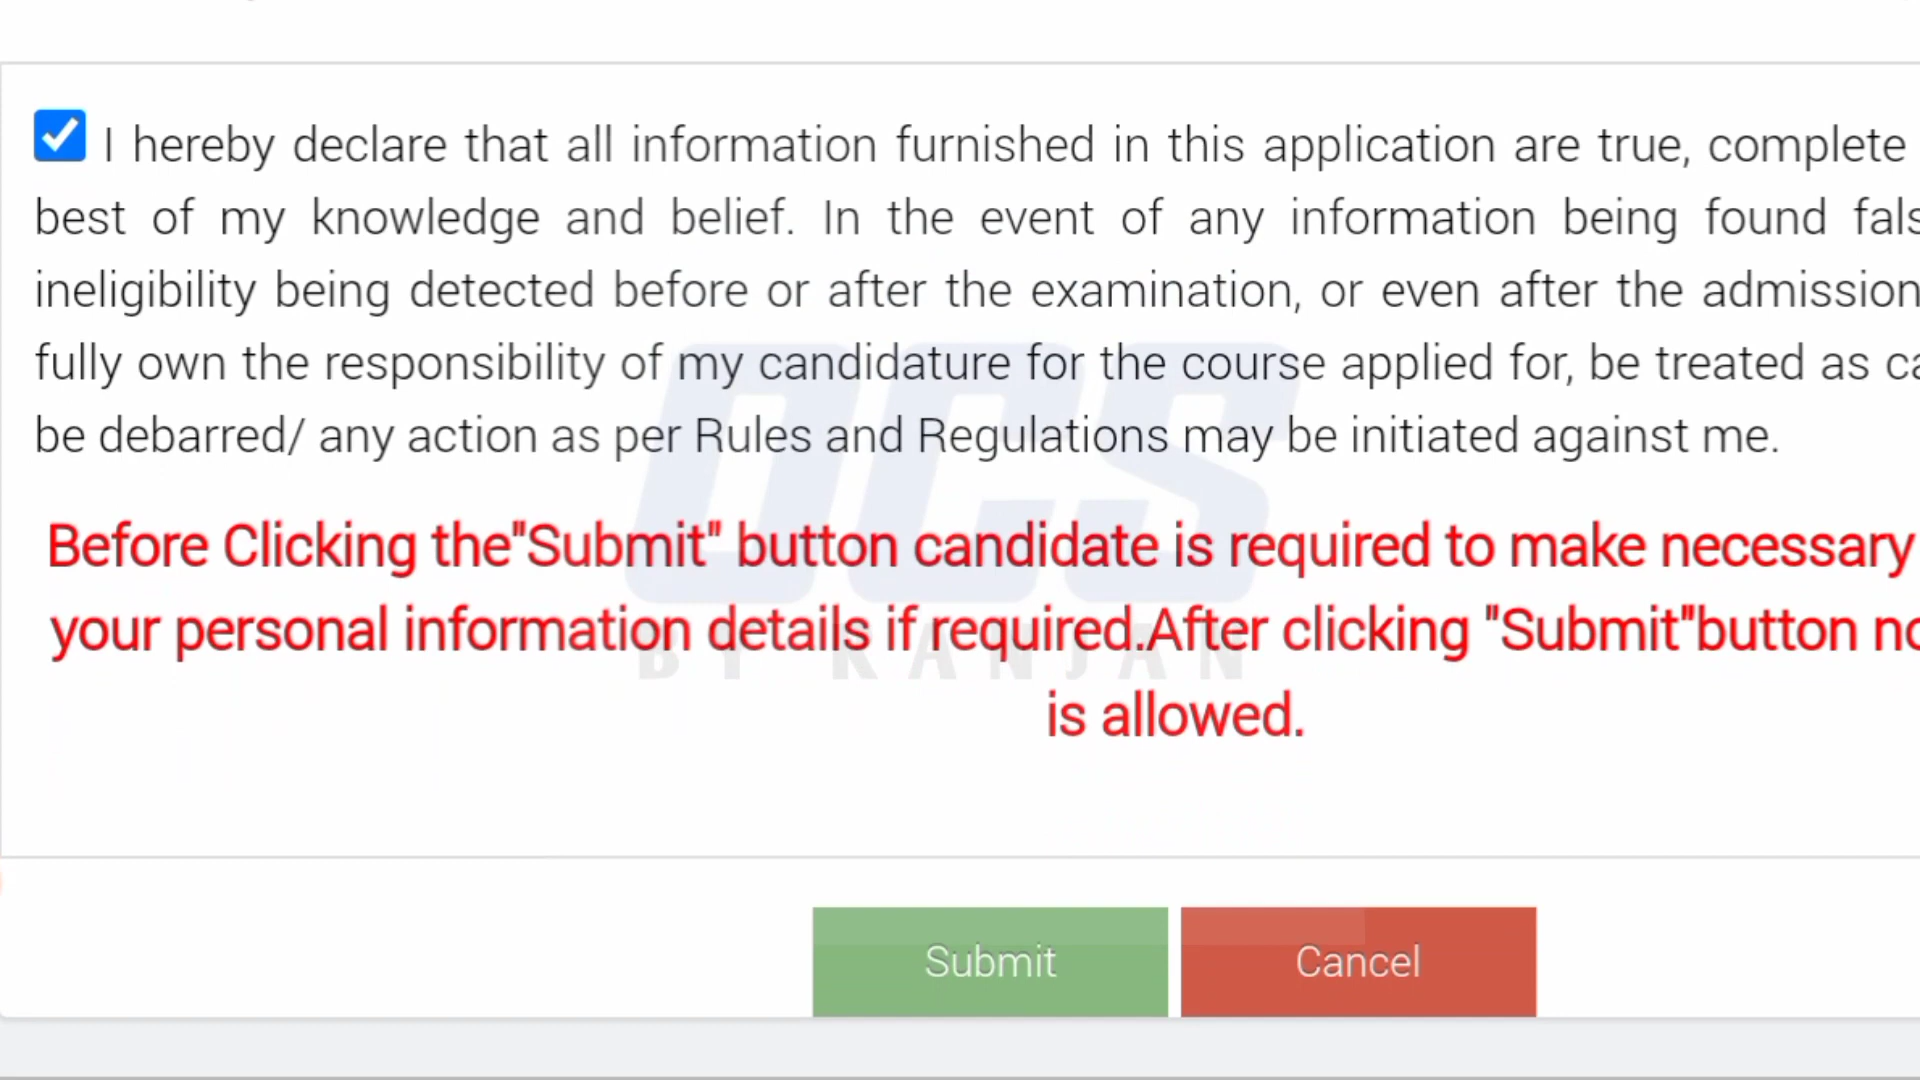 I hereby declare that all information furnished in this application are true, complete
best of my knowledge and belief. In the event of any information being found
ineligibility being detected before or after the examination, or even after the admission
fully own the responsibility of my candidature for the course applied for, be treated as
be debarred/ any action as per Rules and Regulations may be initiated against me.
Before Clicking the"Submit" button candidate is required to make necessary
your personal information details if required.After clicking "Submit"button
is allowed.
OCS
BY RANJAN
Submit
Cancel